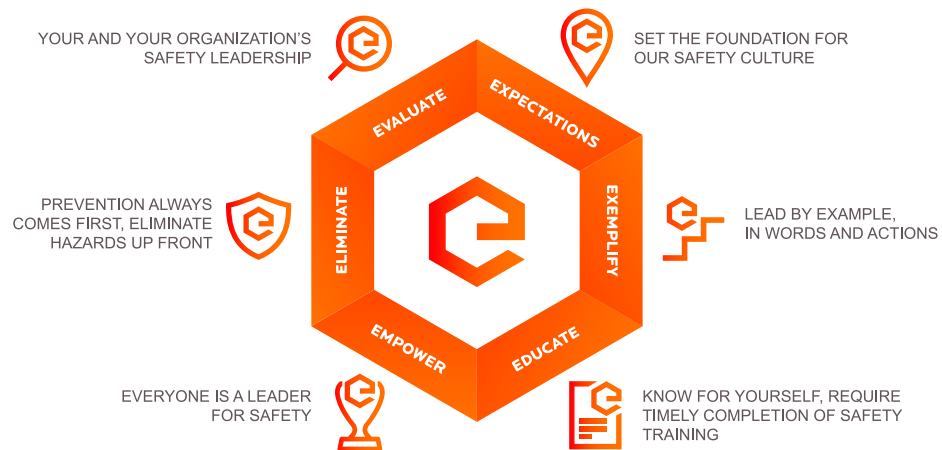 YOUR AND YOUR ORGANIZATION'S
SAFETY LEADERSHIP
SET THE FOUNDATION FOR
OUR SAFETY CULTURE
EVALUATE
EXPECTATIONS
PREVENTION ALWAYS
COMES FIRST, ELIMINATE
HAZARDS UP FRONT
ELIMINATE
EXEMPLIFY
LEAD BY EXAMPLE,
IN WORDS AND ACTIONS
EMPOWER
EDUCATE
EVERYONE IS A LEADER
FOR SAFETY
KNOW FOR YOURSELF, REQUIRE
TIMELY COMPLETION OF SAFETY
TRAINING